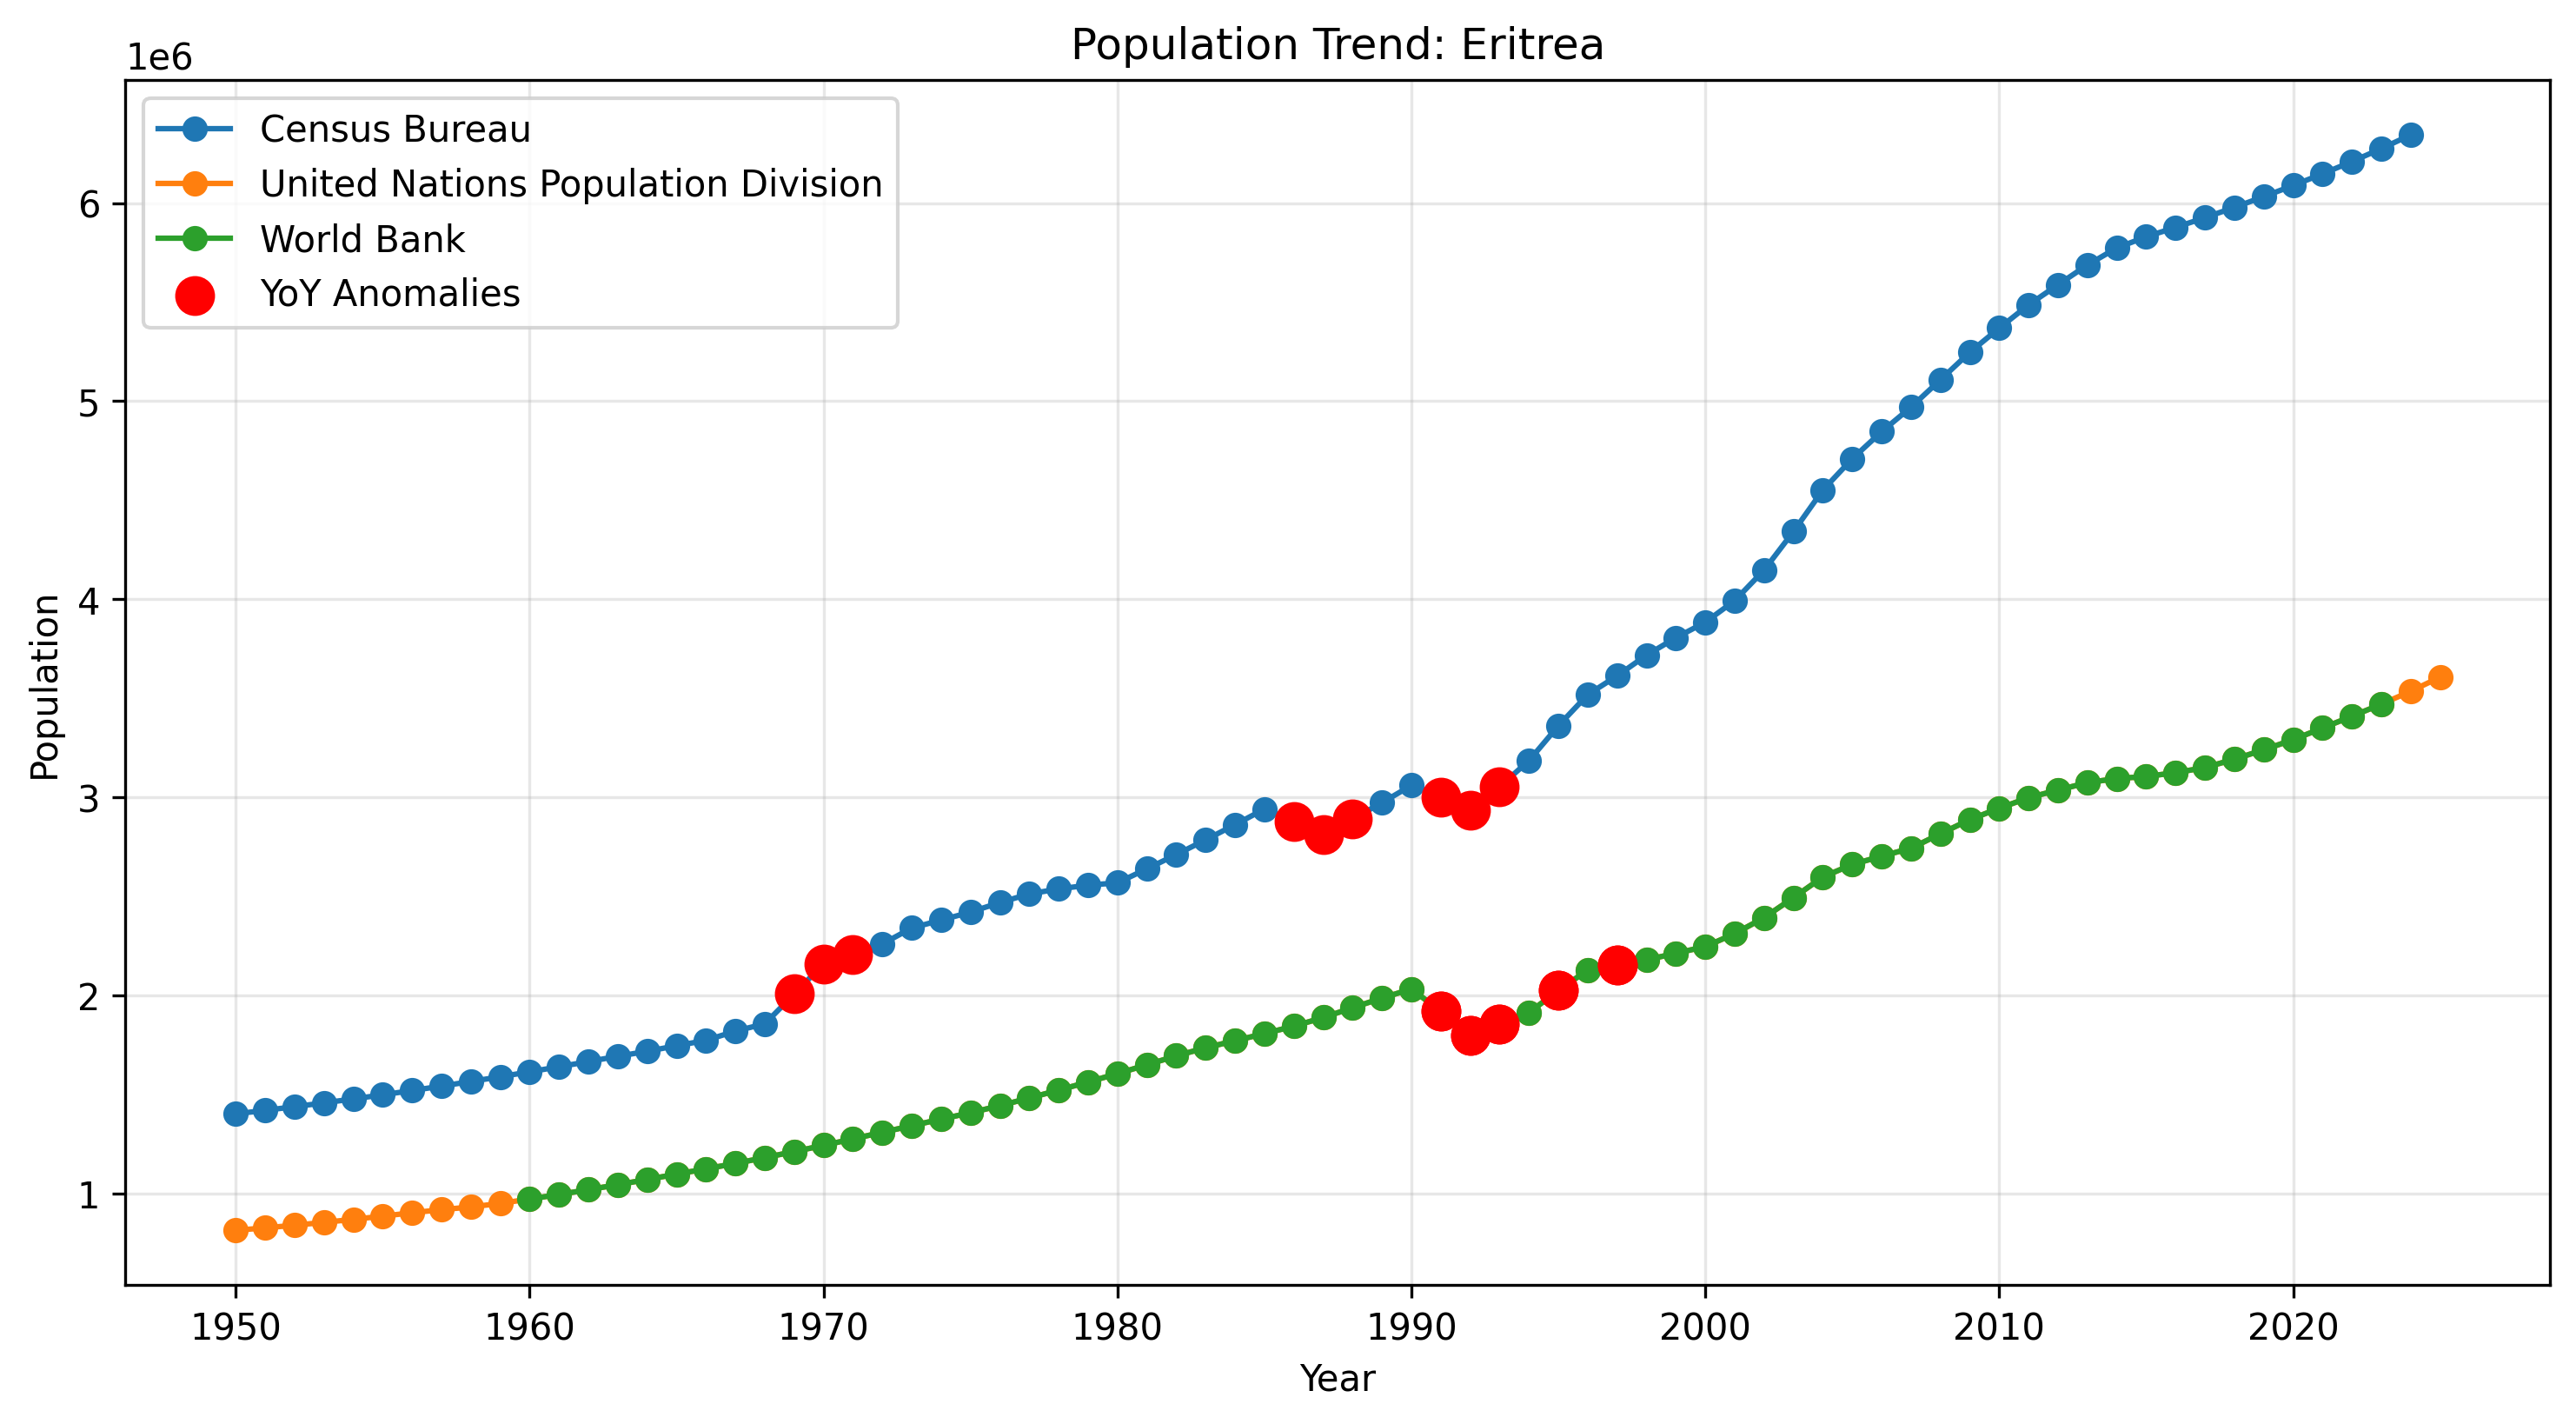 Population Trend: Eritrea
1e6
Census Bureau
United Nations Population Division
World Bank
YoY Anomalies
6
5
4
3
2
1
Population
1950 1960 1970 1980 1990 2000 2010 2020
Year